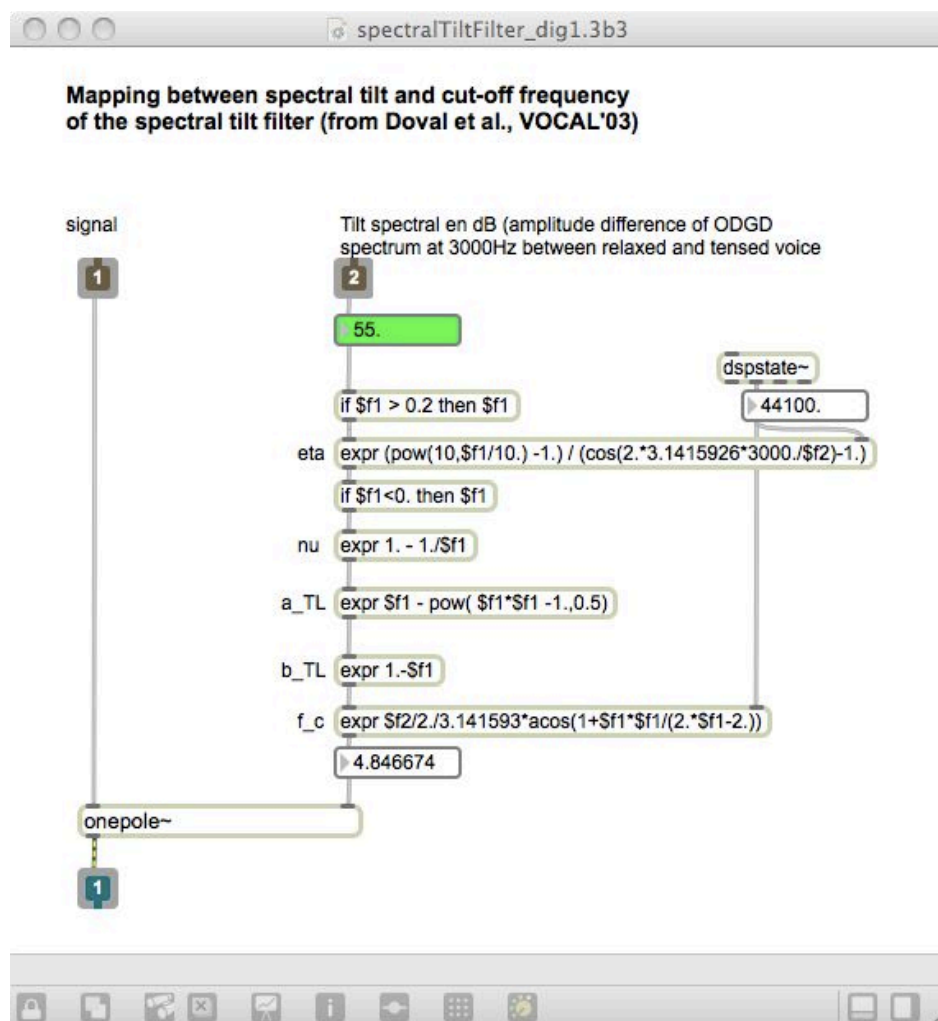 spectralTiltFilter_dig1.3b3
Mapping between spectral tilt and cut-off frequency
of the spectral tilt filter (from Doval et al., VOCAL'03)
signal
Tilt spectral en dB (amplitude difference of ODGD
spectrum at 3000Hz between relaxed and tensed voice
1
2
55.
dspstate~
if $f1 > 0.2 then $f1
44100.
eta expr (pow(10,$f1/10.) -1.) / (cos(2.*3.1415926*3000./$f2)-1.)
if $f1<0. then $f1
nu expr 1. - 1./$f1
a_TL expr $f1 - pow( $f1*$f1 -1.,0.5)
b_TL expr 1.-$f1
f_c expr $f2/2./3.141593*acos(1+$f1*$f1/(2.*$f1-2.))
4.846674
onepole~
1